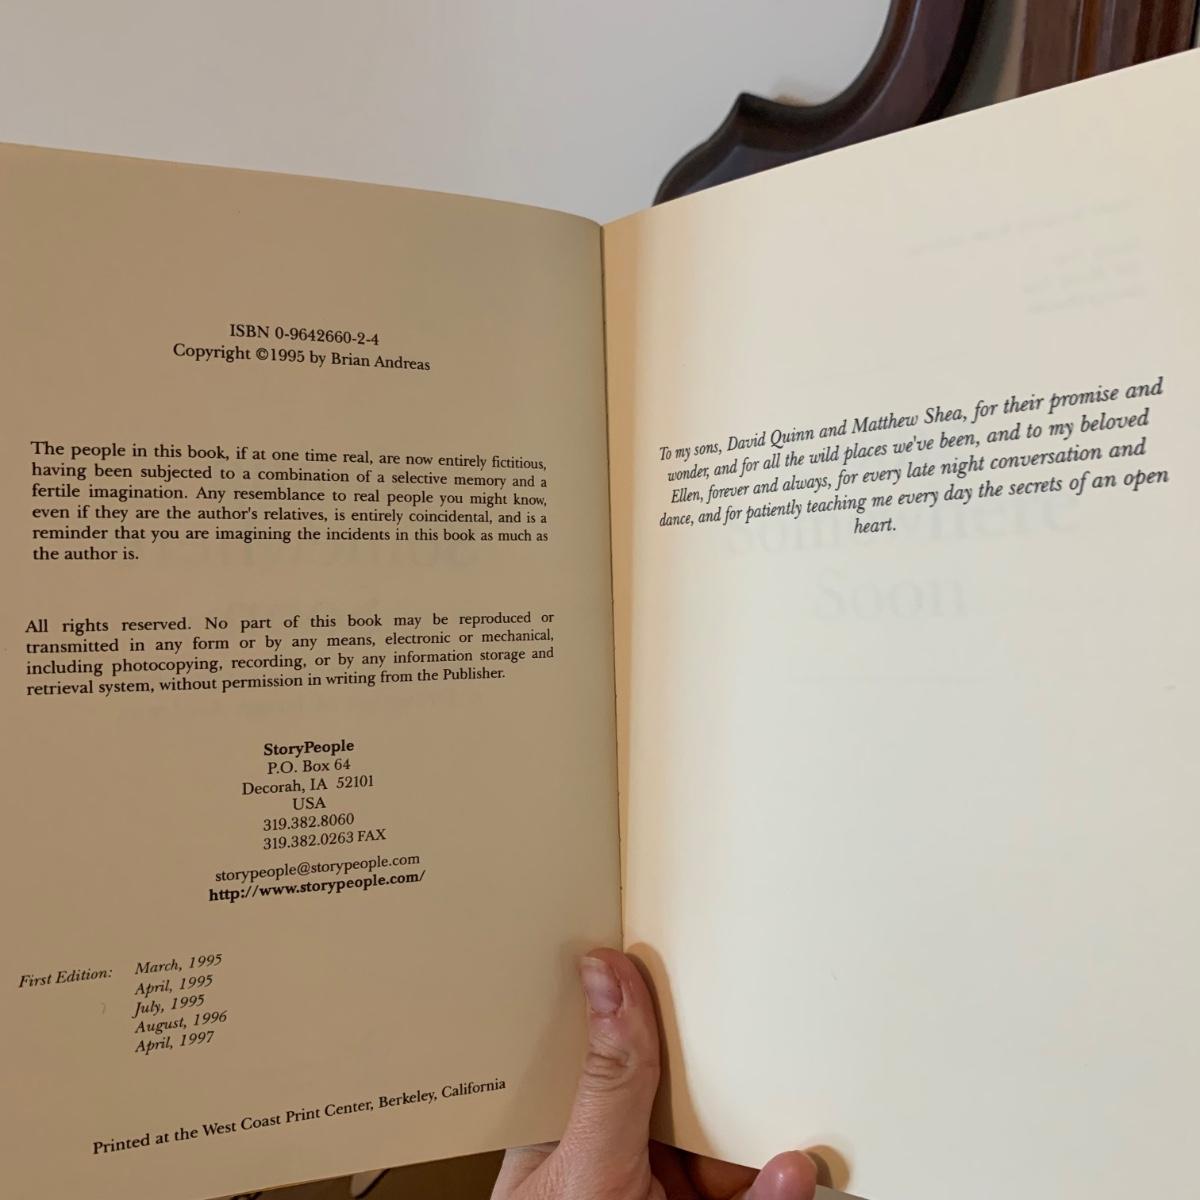 ISBN 0-9642660-2-4
Copyright ©1995 by Brian Andreas
The people in this book, if at one time real, are now entirely fictitious,
having been subjected to a combination of a selective memory and a
fertile imagination. Any resemblance to real people you might know,
even if they are the author's relatives, is entirely coincidental, and is a
reminder that you are imagining the incidents in this book as much as
the author is.
All rights reserved. No part of this book may be reproduced or
transmitted in any form or by any means, electronic or mechanical,
including photocopying, recording, or by any information storage and
retrieval system, without permission in writing from the Publisher.
StoryPeople
P.O. Box 64
Decorah, IA 52101
USA
319.382.8060
319.382.0263 FAX
storypeople@storypeople.com
http://www.storypeople.com/
First Edition: March, 1995
April, 1995
July, 1995
August, 1996
April, 1997
Printed at the West Coast Print Center, Berkeley, California
To my sons, David Quinn and Matthew Shea, for their promise and
wonder, and for all the wild places we've been, and to my beloved
Ellen, forever and always, for every late night conversation and
dance, and for patiently teaching me every day the secrets of an open
heart.
Somewhere
Soon